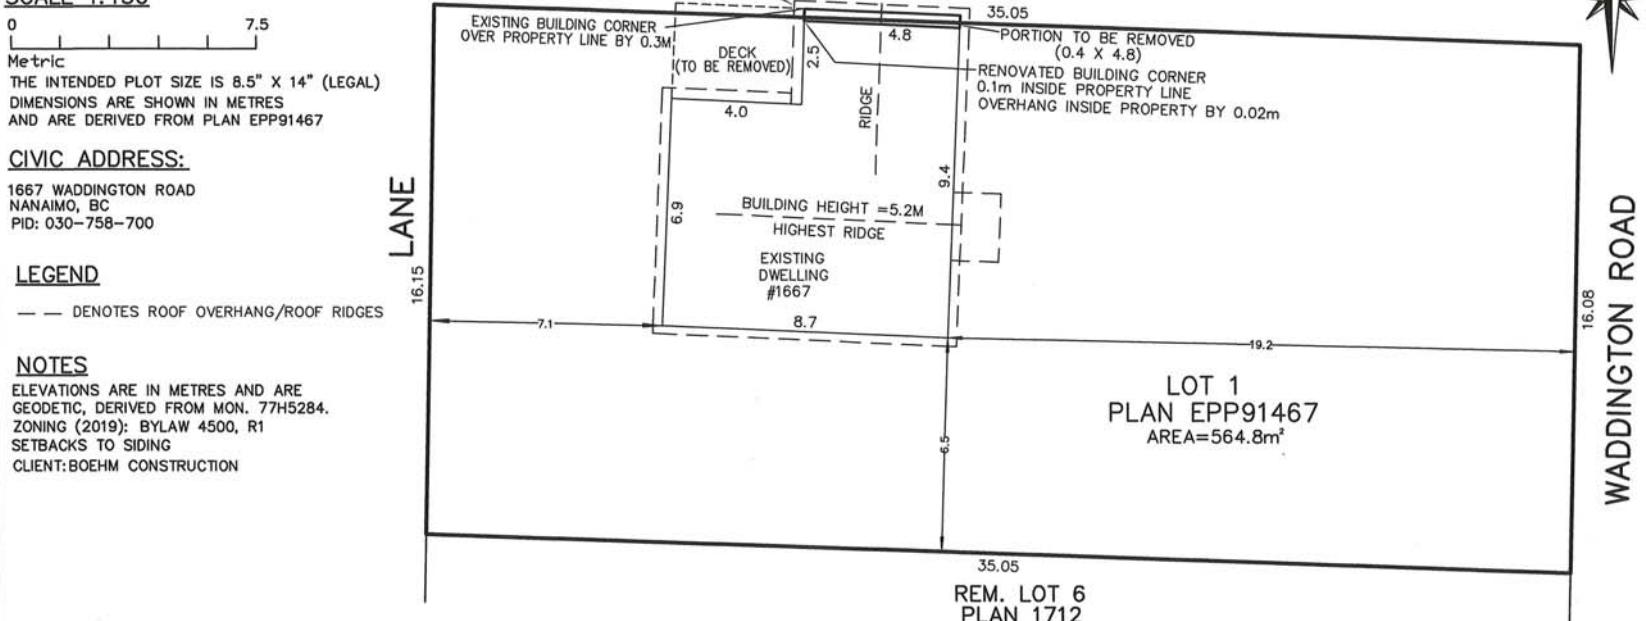 SCALE 1:150
0 7.5
Metric
THE INTENDED PLOT SIZE IS 8.5" X 14" (LEGAL)
DIMENSIONS ARE SHOWN IN METRES
AND ARE DERIVED FROM PLAN EPP91467
CIVIC ADDRESS:
1667 WADDINGTON ROAD
NANAIMO, BC
PID: 030-758-700
LEGEND
DENOTES ROOF OVERHANG/ROOF RIDGES
NOTES
ELEVATIONS ARE IN METRES AND ARE
GEODETIC, DERIVED FROM MON. 77H5284.
ZONING (2019): BYLAW 4500, R1
SETBACKS TO SIDING
CLIENT: BOEHM CONSTRUCTION
LANE
16.15
EXISTING BUILDING CORNER
OVER PROPERTY LINE BY 0.3M
DECK
(TO BE REMOVED)
4.0
2.5
4.8
35.05
PORTION TO BE REMOVED
(0.4 X 4.8)
RENOVATED BUILDING CORNER
0.1m INSIDE PROPERTY LINE
OVERHANG INSIDE PROPERTY BY 0.02m
RIDGE
9.4
6.9
BUILDING HEIGHT =5.2M
HIGHEST RIDGE
EXISTING
DWELLING
#1667
8.7
7.1
19.2
6.5
LOT 1
PLAN EPP91467
AREA=564.8m²
16.08
WADDINGTON ROAD
35.05
REM. LOT 6
PLAN 1712